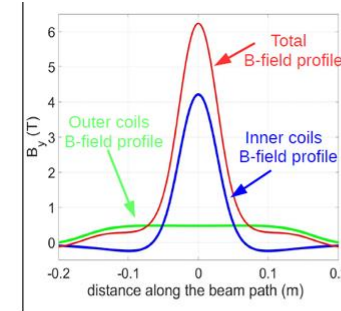 6
5
4
3
2
1
0
B_y (T)
Total
B-field profile
Outer coils
B-field profile
Inner coils
B-field profile
-0.2
-0.1
0
0.1
0.
distance along the beam path (m)